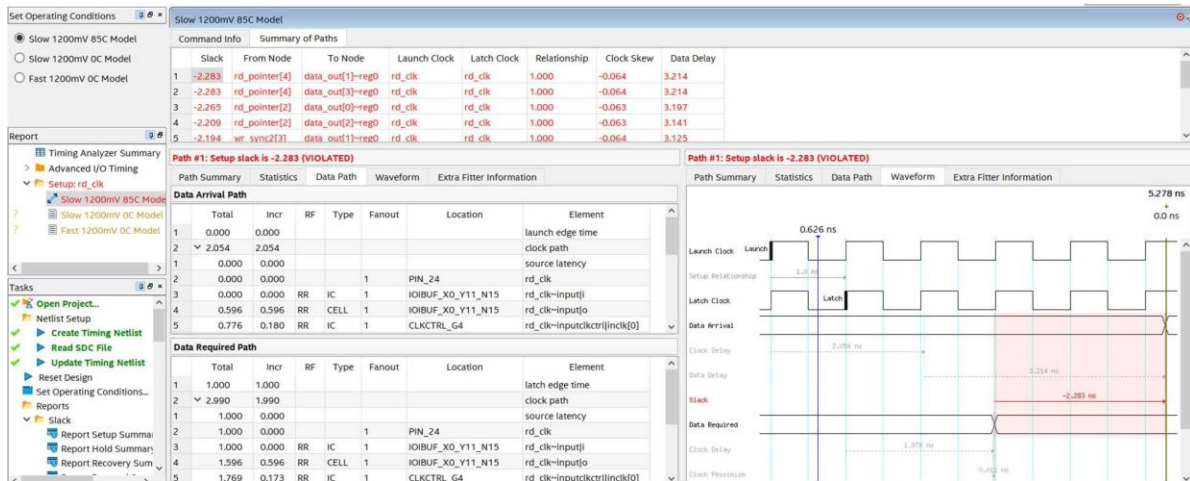 Set Operating Conditions
Slow 1200mV 85C Model
Slow 1200mV 0C Model
Fast 1200mV 0C Model
Report
Timing Analyzer Summary
Advanced I/O Timing
Setup: rd_clk
Slow 1200mV 85C Mode
Slow 1200mV 0C Model
Fast 1200mV 0C Model
Tasks
Open Project...
Netlist Setup
Create Timing Netlist
Read SDC File
Update Timing Netlist
Reset Design
Set Operating Conditions...
Reports
Slack
Report Setup Summar
Report Hold Summary
Report Recovery Sum
Slow 1200mV 85C Model
Command Info Summary of Paths
Slack From Node To Node Launch Clock Latch Clock Relationship Clock Skew Data Delay
1 -2.283 rd_pointer[4] data_out[1]~reg0 rd_clk rd_clk 1.000 -0.064 3.214
2 -2.283 rd_pointer[4] data_out[3]~reg0 rd_clk rd_clk 1.000 -0.064 3.214
3 -2.265 rd_pointer[2] data_out[0]~reg0 rd_clk rd_clk 1.000 -0.063 3.197
4 -2.209 rd_pointer[2] data_out[2]~reg0 rd_clk rd_clk 1.000 -0.063 3.141
5 -2.194 wr_sync2[3] data_out[1]~reg0 rd_clk rd_clk 1.000 -0.064 3.125
Path #1: Setup slack is -2.283 (VIOLATED)
Path Summary Statistics Data Path Waveform Extra Fitter Information
Data Arrival Path
Total Incr RF Type Fanout Location Element
1 0.000 0.000 launch edge time
2 2.054 2.054 clock path
1 0.000 0.000 source latency
2 0.000 0.000 1 PIN_24 rd_clk
3 0.000 0.000 RR IC 1 IOIBUF_X0_Y11_N15 rd_clk~input|i
4 0.596 0.596 RR CELL 1 IOIBUF_X0_Y11_N15 rd_clk~input|o
5 0.776 0.180 RR IC 1 CLKCTRL_G4 rd_clk~inputclkctrl|inclk[0]
Data Required Path
Total Incr RF Type Fanout Location Element
1 1.000 1.000 latch edge time
2 2.990 1.990 clock path
1 1.000 0.000 source latency
2 1.000 0.000 1 PIN_24 rd_clk
3 1.000 0.000 RR IC 1 IOIBUF_X0_Y11_N15 rd_clk~input|i
4 1.596 0.596 RR CELL 1 IOIBUF_X0_Y11_N15 rd_clk~input|o
5 1.769 0.173 RR IC 1 CLKCTRL_G4 rd_clk~inputclkctrl|inclk[0]
Path #1: Setup slack is -2.283 (VIOLATED)
Path Summary Statistics Data Path Waveform Extra Fitter Information
5.278 ns
0.0 ns
0.626 ns
Launch Clock Launch
Setup Relationship 1.0 ns
Latch Clock Latch
Data Arrival
Clock Delay 2.054 ns
Data Delay 3.214 ns
Slack -2.283 ns
Data Required
Clock Delay 1.978 ns
Clock Pessimism